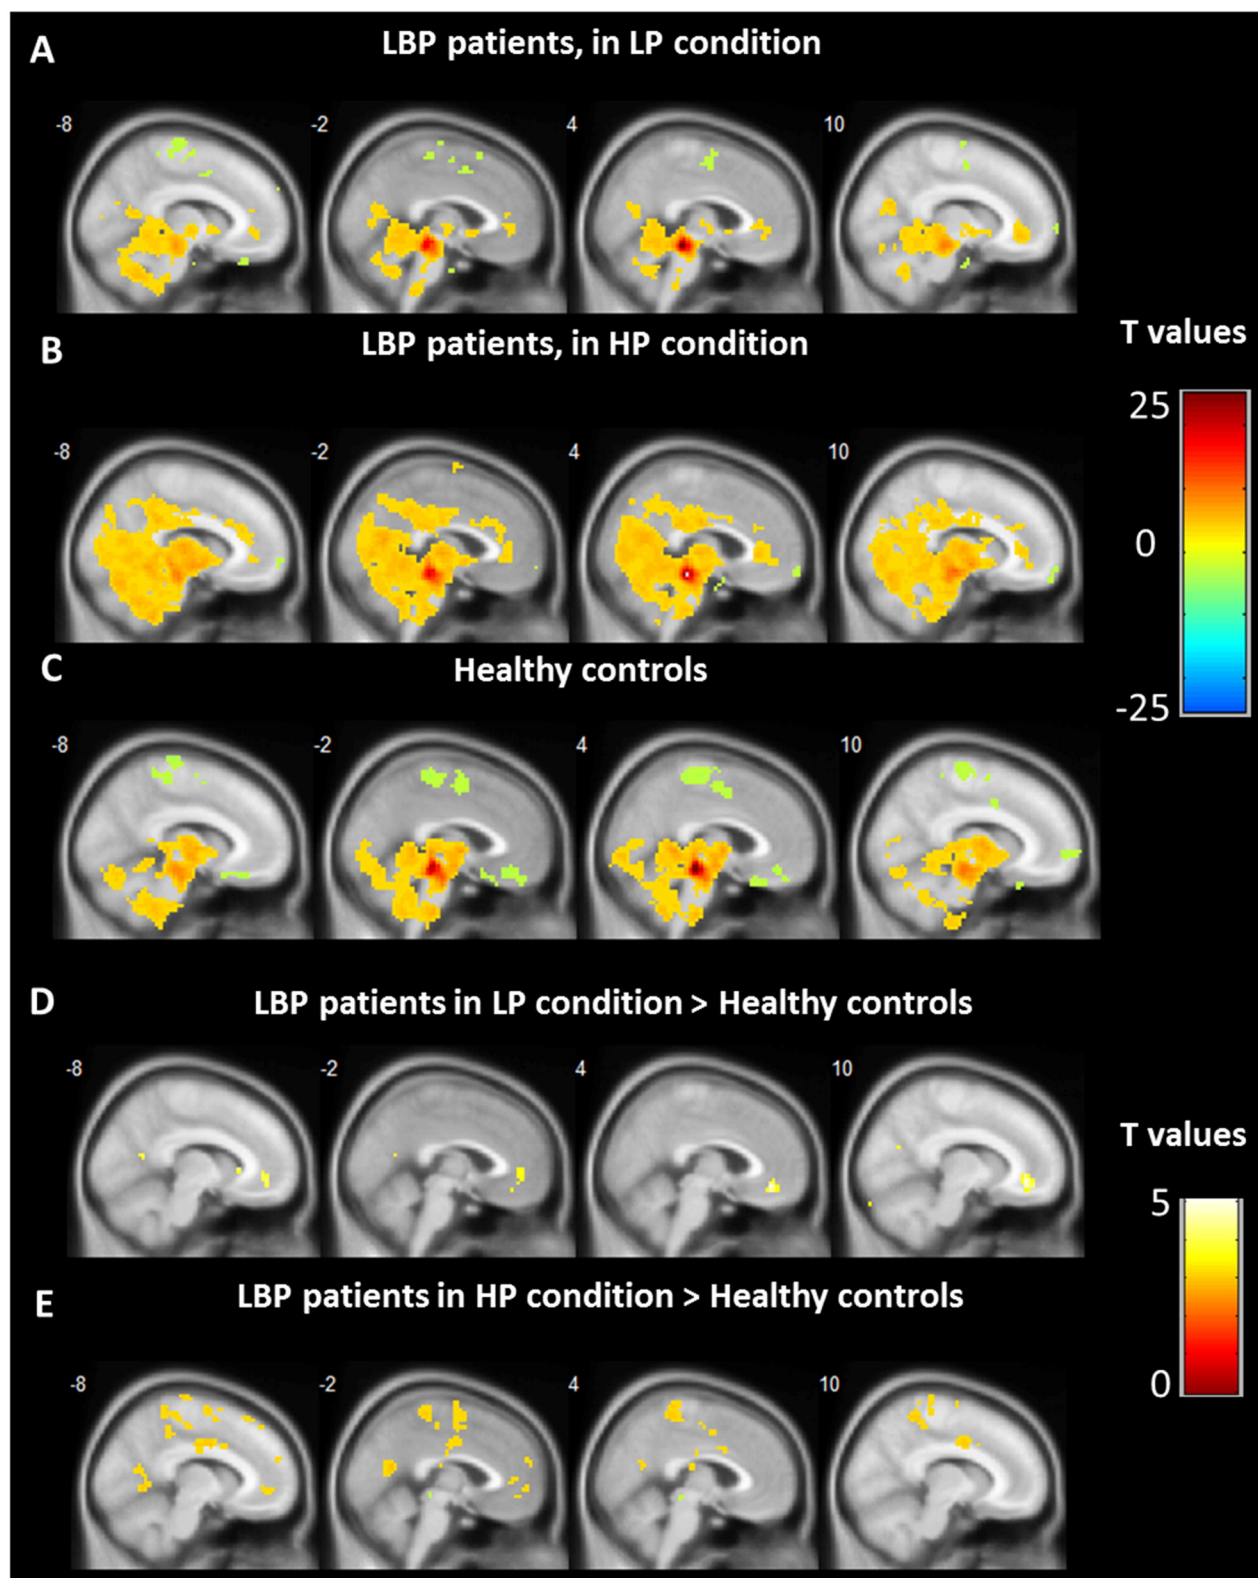 A
LBP patients, in LP condition
-8 -2 4 10
B
LBP patients, in HP condition
T values
25
0
-25
-8 -2 4 10
C
Healthy controls
-8 -2 4 10
D
LBP patients in LP condition > Healthy controls
-8 -2 4 10
T values
5
0
E
LBP patients in HP condition > Healthy controls
-8 -2 4 10